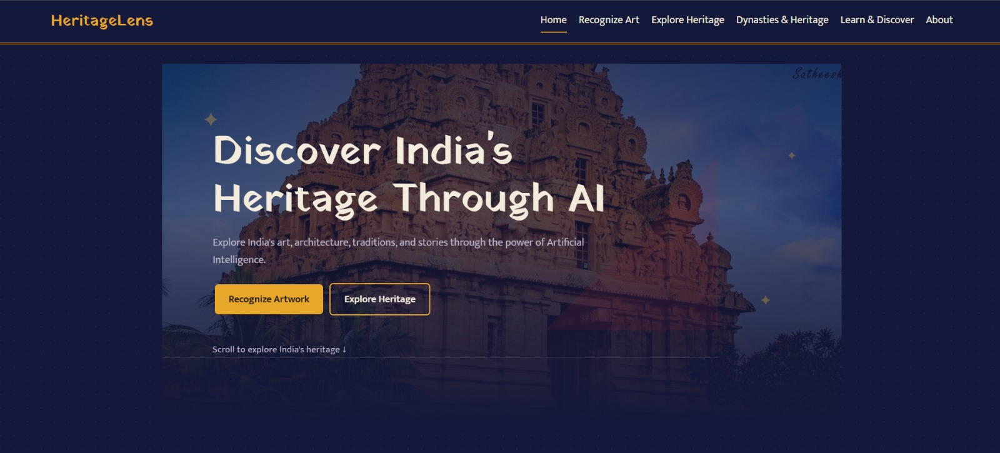 HeritageLens
Home Recognize Art Explore Heritage Dynasties & Heritage Learn & Discover About
Satheesh
Discover India's
Heritage Through AI
Explore India's art, architecture, traditions, and stories through the power of Artificial
Intelligence.
Recognize Artwork Explore Heritage
Scroll to explore India's heritage ↓